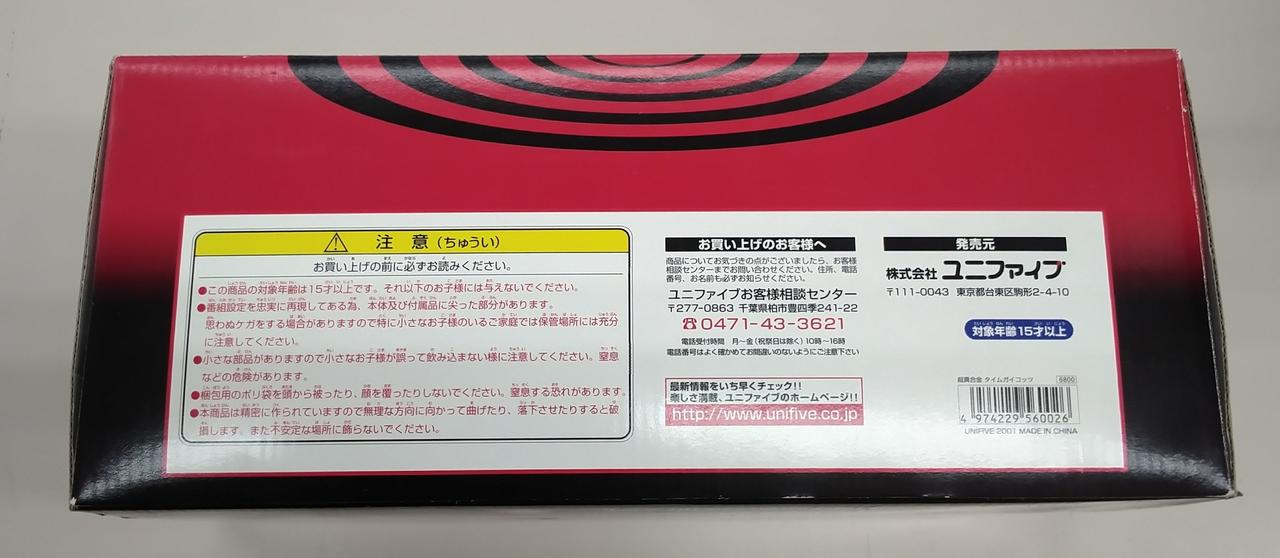 注 意 (ちゅうい)
お買い上げの前に必ずお読みください。
●この商品の対象年齢は15才以上です。それ以下のお子様には与えないでください。
●番組設定を忠実に再現してある為、本体及び付属品に尖った部分があります。
思わぬケガをする場合がありますので特に小さなお子様のいるご家庭では保管場所には充分
に注意してください。
●小さな部品がありますので小さなお子様が誤って飲み込まない様に注意してください。窒息
などの危険があります。
●梱包用のポリ袋を頭から被ったり、顔を覆ったりしないでください。窒息する恐れがあります。
●本商品は精密に作られていますので無理な方向に向かって曲げたり、落下させたりすると破
損します。また不安定な場所に飾らないでください。
お買い上げのお客様へ
商品についてお気づきの点がございましたら、お客様
相談センターまでお問い合わせください。住所、電話
番号、お名前も必ずお知らせください。
ユニファイブお客様相談センター
〒277-0863 千葉県柏市豊四季241-22
☎0471-43-3621
電話受付時間 月〜金(祝祭日は除く)10時〜16時
電話番号はよく確かめてお間違いのないようにご注意下さい
最新情報をいち早くチェック!!
楽しさ満載、ユニファイブのホームページ!!
http://www.unifive.co.jp
発売元
株式会社 ユニファイブ
〒111-0043 東京都台東区駒形2-4-10
対象年齢15才以上
超真合金 タイムガイコッツ 6800
4 974229 560026
UNIFIVE 2001 MADE IN CHINA